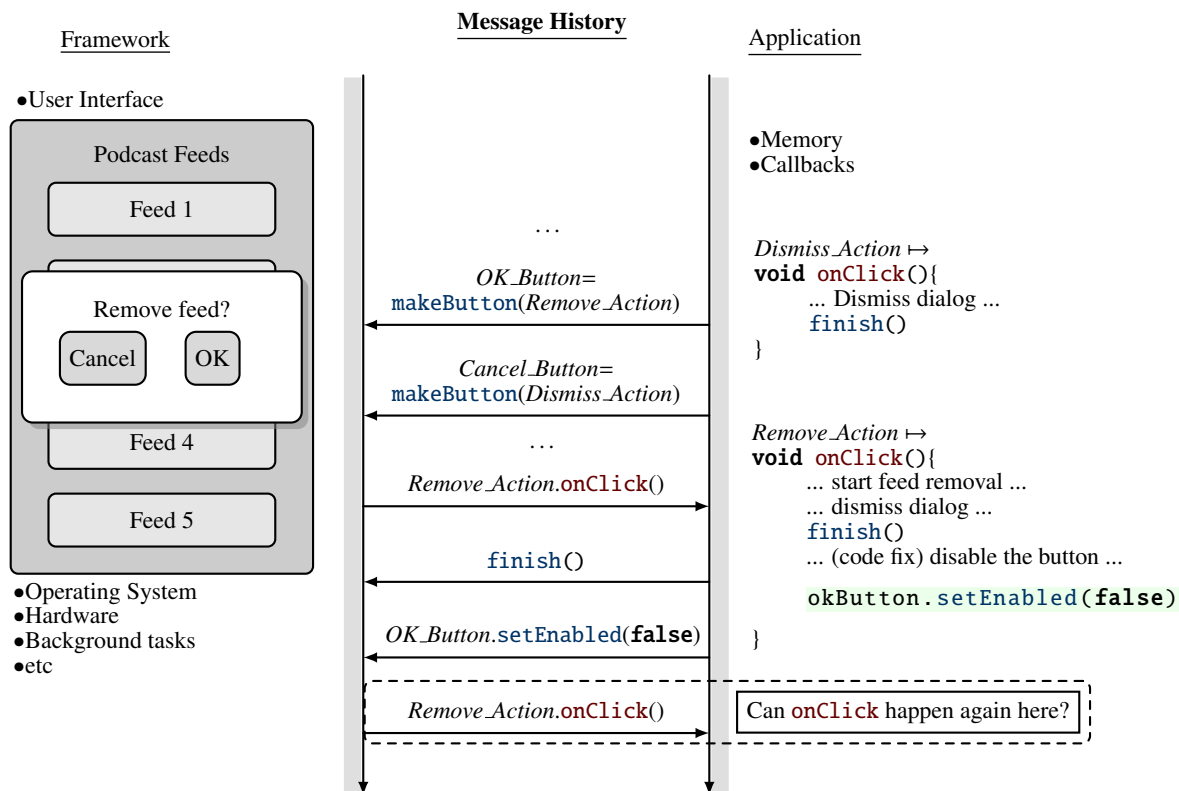 Message History
Framework
Application
•User Interface
Podcast Feeds
Feed 1
Remove feed?
Cancel
OK
Feed 4
Feed 5
•Operating System
•Hardware
•Background tasks
•etc
...
OK_Button=
makeButton(Remove_Action)
Cancel_Button=
makeButton(Dismiss_Action)
...
Remove_Action.onClick()
finish()
OK_Button.setEnabled(false)
Remove_Action.onClick()
•Memory
•Callbacks
Dismiss_Action ↦
void onClick(){
... Dismiss dialog ...
finish()
}
Remove_Action ↦
void onClick(){
... start feed removal ...
... dismiss dialog ...
finish()
... (code fix) disable the button ...
okButton.setEnabled(false)
}
Can onClick happen again here?